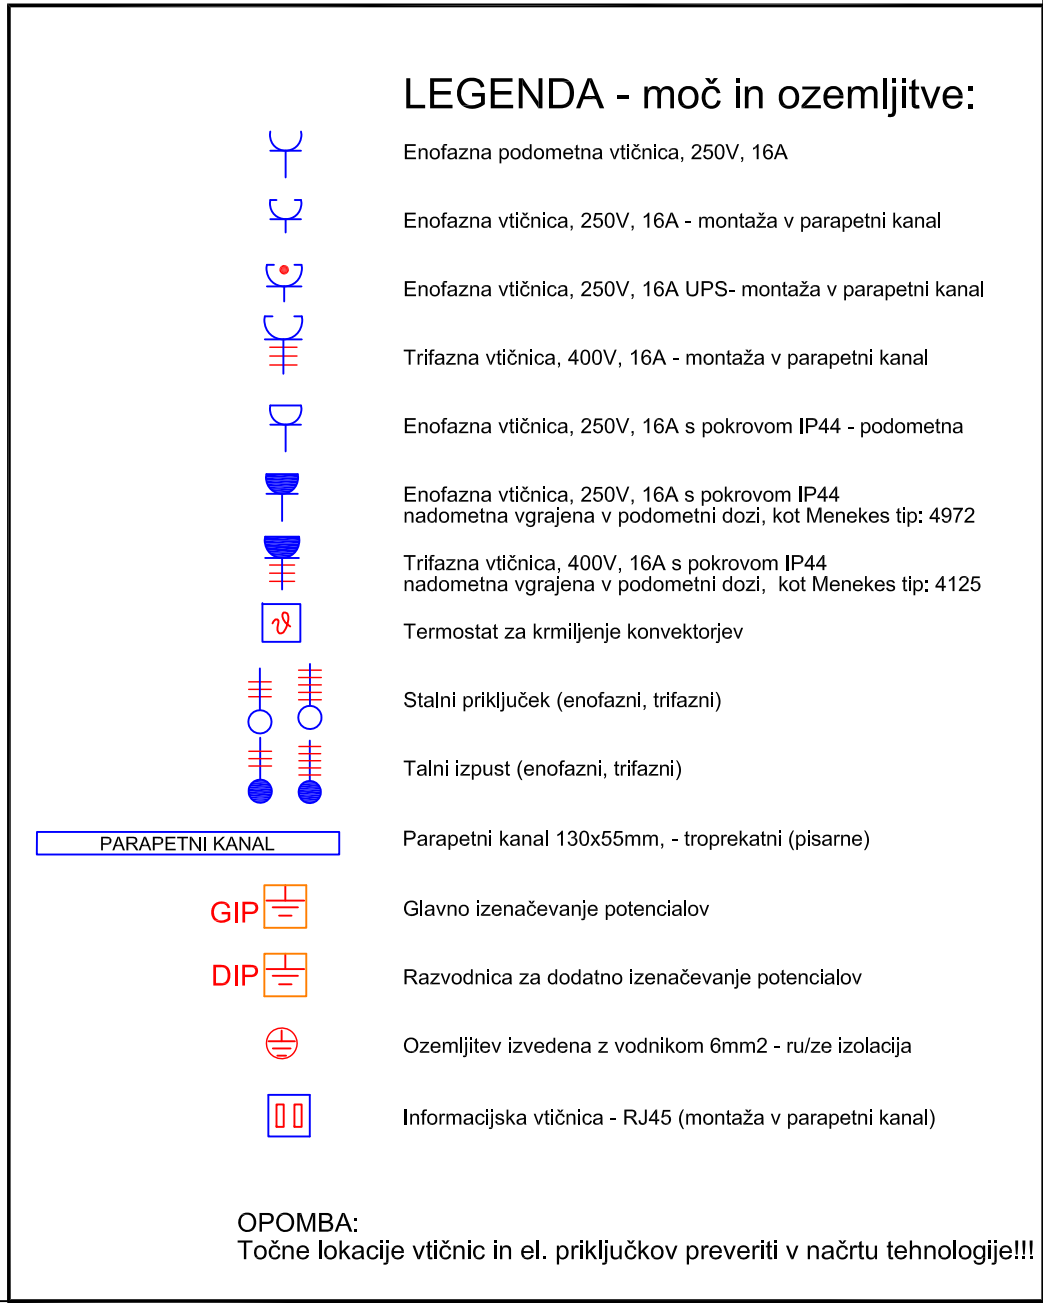 LEGENDA - moč in ozemljitve:
Enofazna podometna vtičnica, 250V, 16A
Enofazna vtičnica, 250V, 16A - montaža v parapetni kanal
Enofazna vtičnica, 250V, 16A UPS- montaža v parapetni kanal
Trifazna vtičnica, 400V, 16A - montaža v parapetni kanal
Enofazna vtičnica, 250V, 16A s pokrovom IP44 - podometna
Enofazna vtičnica, 250V, 16A s pokrovom IP44
nadometna vgrajena v podometni dozi, kot Menekes tip: 4972
Trifazna vtičnica, 400V, 16A s pokrovom IP44
nadometna vgrajena v podometni dozi, kot Menekes tip: 4125
ϑ
Termostat za krmiljenje konvektorjev
Stalni priključek (enofazni, trifazni)
Talni izpust (enofazni, trifazni)
PARAPETNI KANAL
Parapetni kanal 130x55mm, - troprekatni (pisarne)
GIP
Glavno izenačevanje potencialov
DIP
Razvodnica za dodatno izenačevanje potencialov
Ozemljitev izvedena z vodnikom 6mm2 - ru/ze izolacija
Informacijska vtičnica - RJ45 (montaža v parapetni kanal)
OPOMBA:
Točne lokacije vtičnic in el. priključkov preveriti v načrtu tehnologije!!!